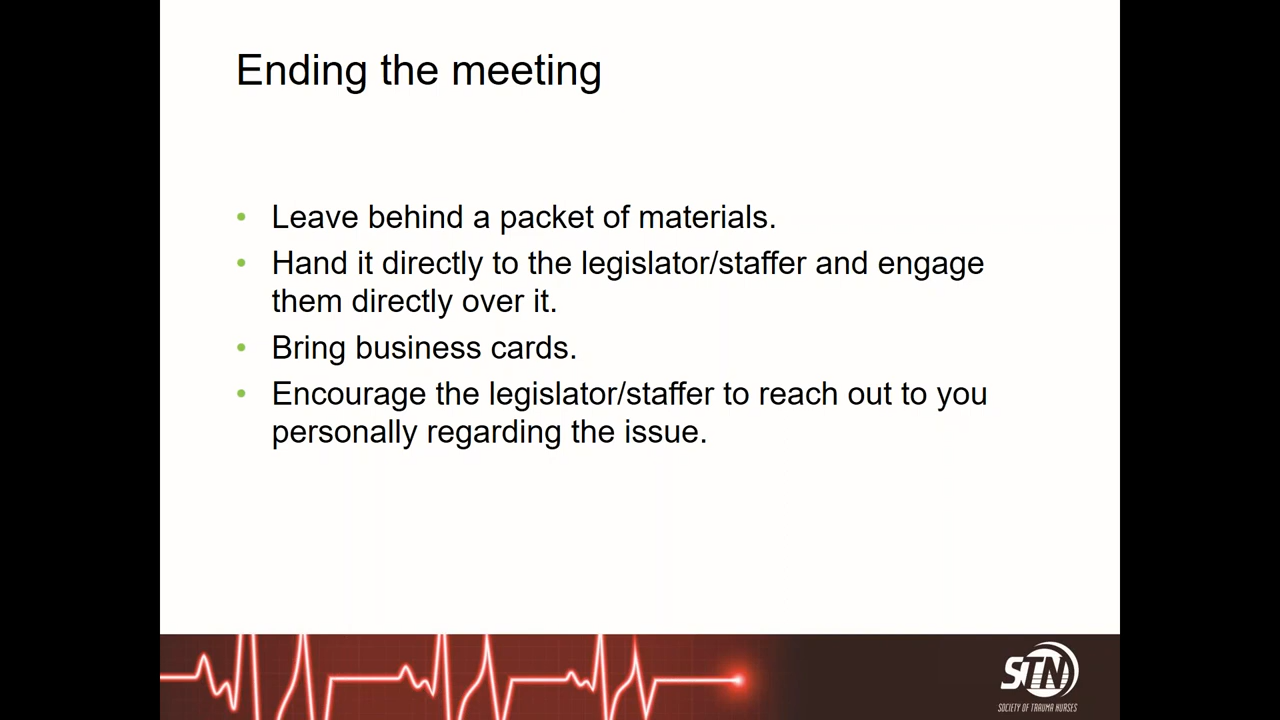 Ending the meeting
• Leave behind a packet of materials.
• Hand it directly to the legislator/staffer and engage
them directly over it.
• Bring business cards.
• Encourage the legislator/staffer to reach out to you
personally regarding the issue.
STN
SOCIETY OF TRAUMA NURSES